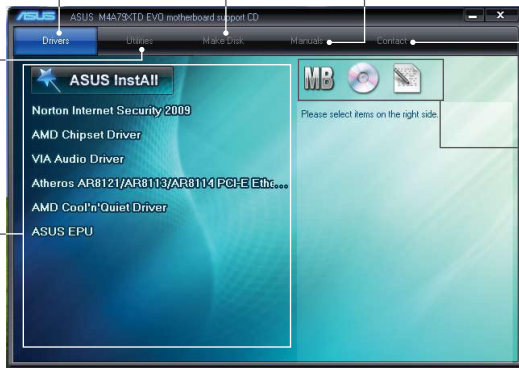 ASUS ASUS M4A79XTD EVO motherboard support CD
Drivers Utilities Make Disk Manuals Contact
ASUS InstAll
MB
Norton Internet Security 2009
Please select items on the right side.
AMD Chipset Driver
VIA Audio Driver
Atheros AR8121/AR8113/AR8114 PCI-E Ethe...
AMD Cool'n'Quiet Driver
ASUS EPU